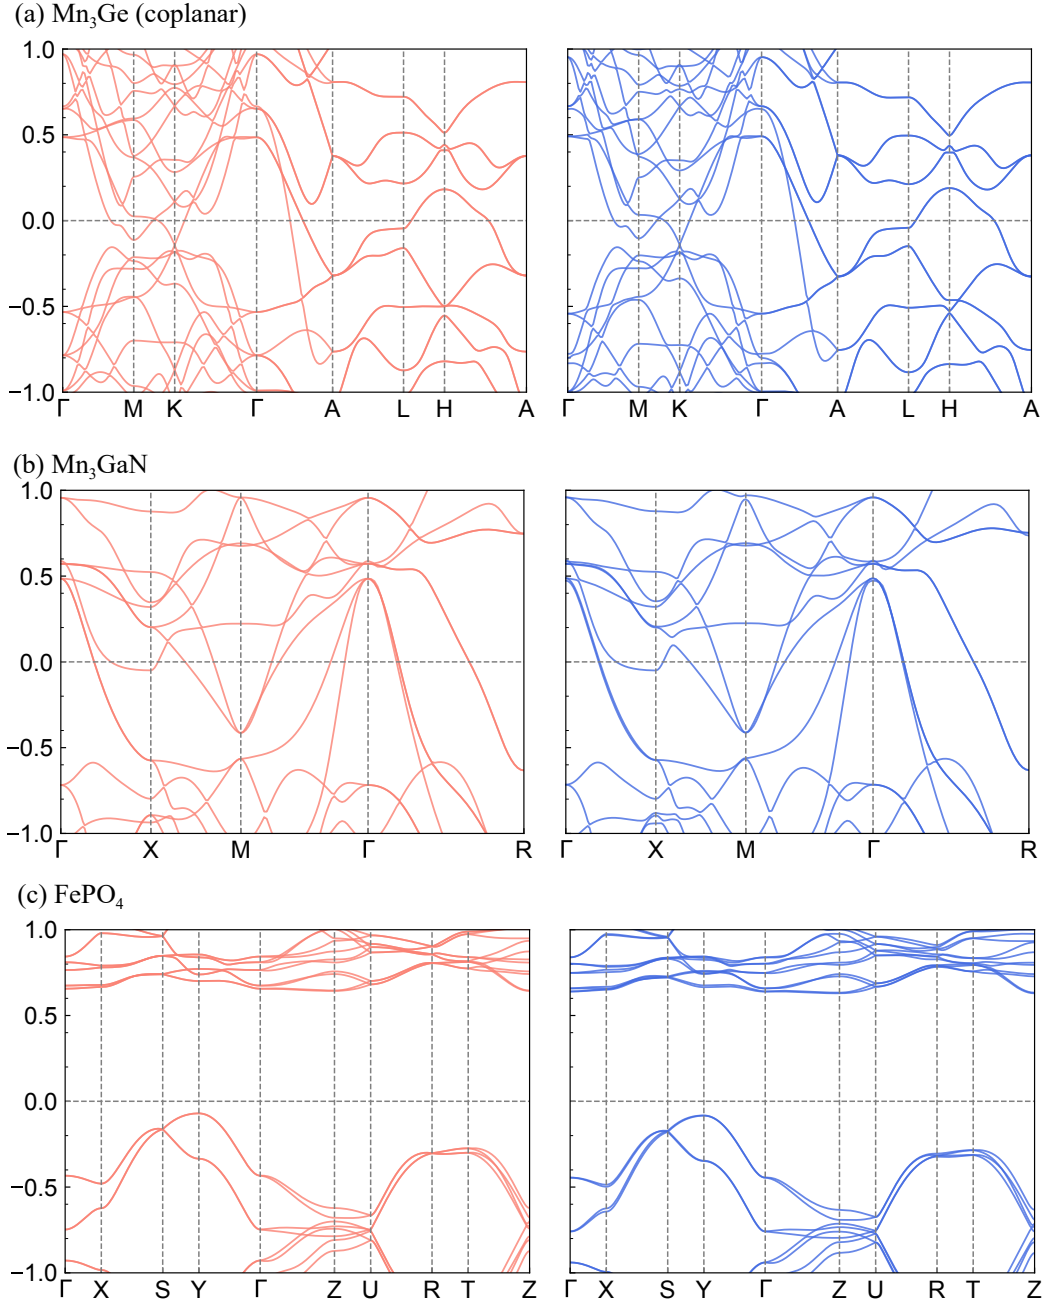 (a) Mn₃Ge (coplanar)
1.0
0.5
0.0
−0.5
−1.0
Γ M K Γ A L H A
Γ M K Γ A L H A
(b) Mn₃GaN
1.0
0.5
0.0
−0.5
−1.0
Γ X M Γ R
Γ X M Γ R
(c) FePO₄
1.0
0.5
0.0
−0.5
−1.0
Γ X S Y Γ Z U R T Z
Γ X S Y Γ Z U R T Z